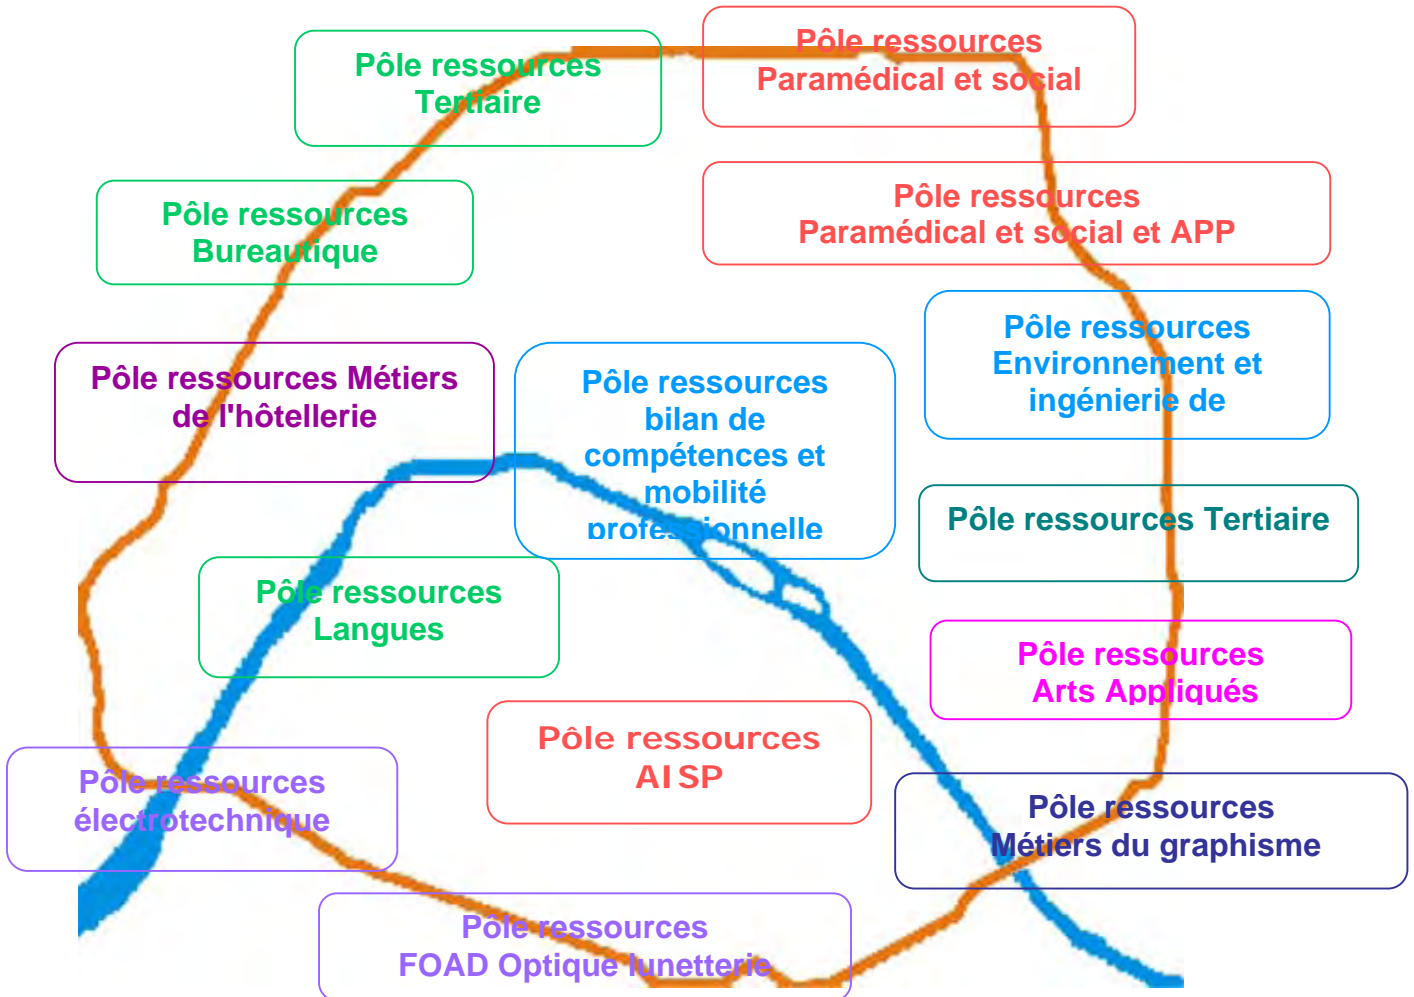 Pôle ressources
Tertiaire
Pôle ressources
Paramédical et social
Pôle ressources
Bureautique
Pôle ressources
Paramédical et social et APP
Pôle ressources Métiers
de l'hôtellerie
Pôle ressources
bilan de
compétences et
mobilité
professionnelle
Pôle ressources
Environnement et
ingénierie de
Pôle ressources Tertiaire
Pôle ressources
Langues
Pôle ressources
Arts Appliqués
Pôle ressources
AISP
Pôle ressources
électrotechnique
Pôle ressources
Métiers du graphisme
Pôle ressources
FOAD Optique lunetterie